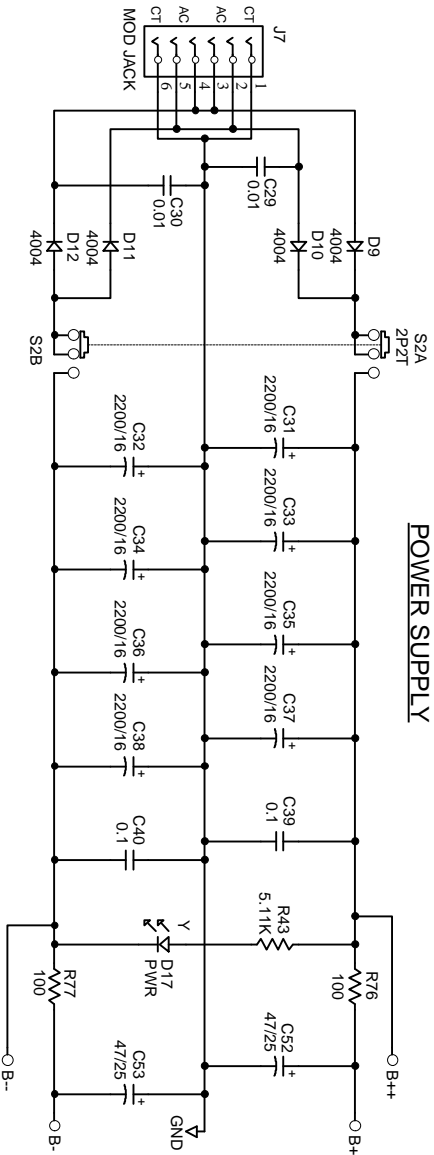 POWER SUPPLY
J7
CT
AC
AC
CT
MOD JACK
1
2
3
4
5
6
C29
0.01
C30
0.01
D9
4004
D10
4004
D11
4004
D12
4004
S2A
2P2T
S2B
C31
2200/16
+
C32
2200/16
+
C33
2200/16
+
C34
2200/16
+
C35
2200/16
+
C36
2200/16
+
C37
2200/16
+
C38
2200/16
+
C39
0.1
C40
0.1
R43
5.11K
Y
D17
PWR
R76
100
R77
100
C52
47/25
+
C53
47/25
+
B++
B+
GND
B-
B--